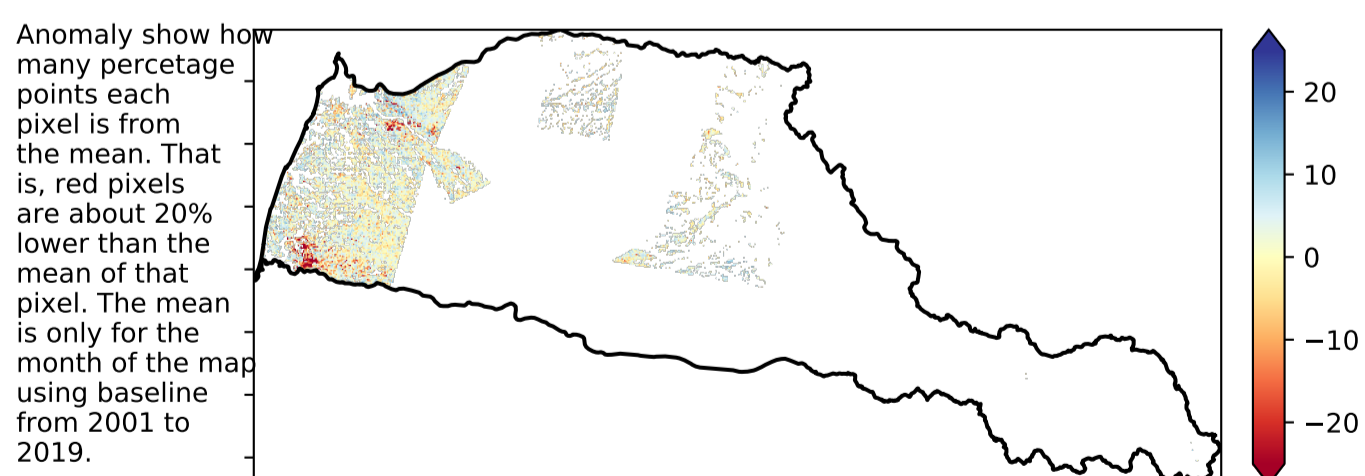 Anomaly show how
many percetage
points each
pixel is from
the mean. That
is, red pixels
are about 20%
lower than the
mean of that
pixel. The mean
is only for the
month of the map
using baseline
from 2001 to
2019.
20
10
0
−10
−20